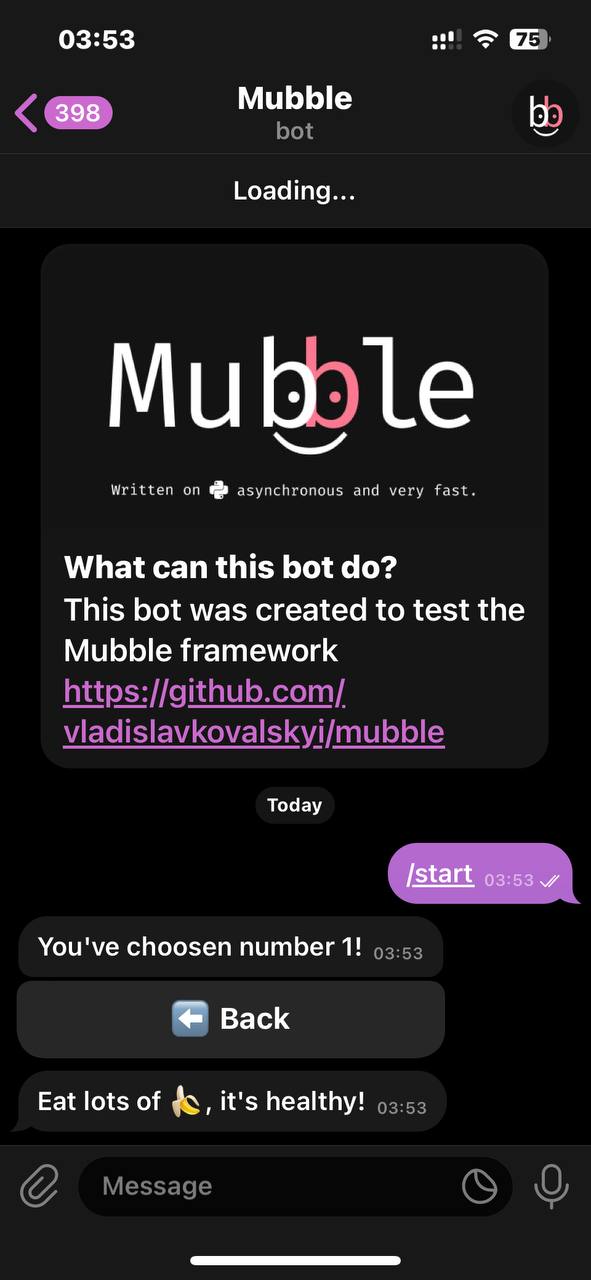 03:53
75
398
Mubble
bot
bb
Loading...
Mubble
Written on asynchronous and very fast.
What can this bot do?
This bot was created to test the
Mubble framework
https://github.com/
vladislavkovalskyi/mubble
Today
/start 03:53
You've choosen number 1! 03:53
⬅️ Back
Eat lots of 🍌, it's healthy! 03:53
Message